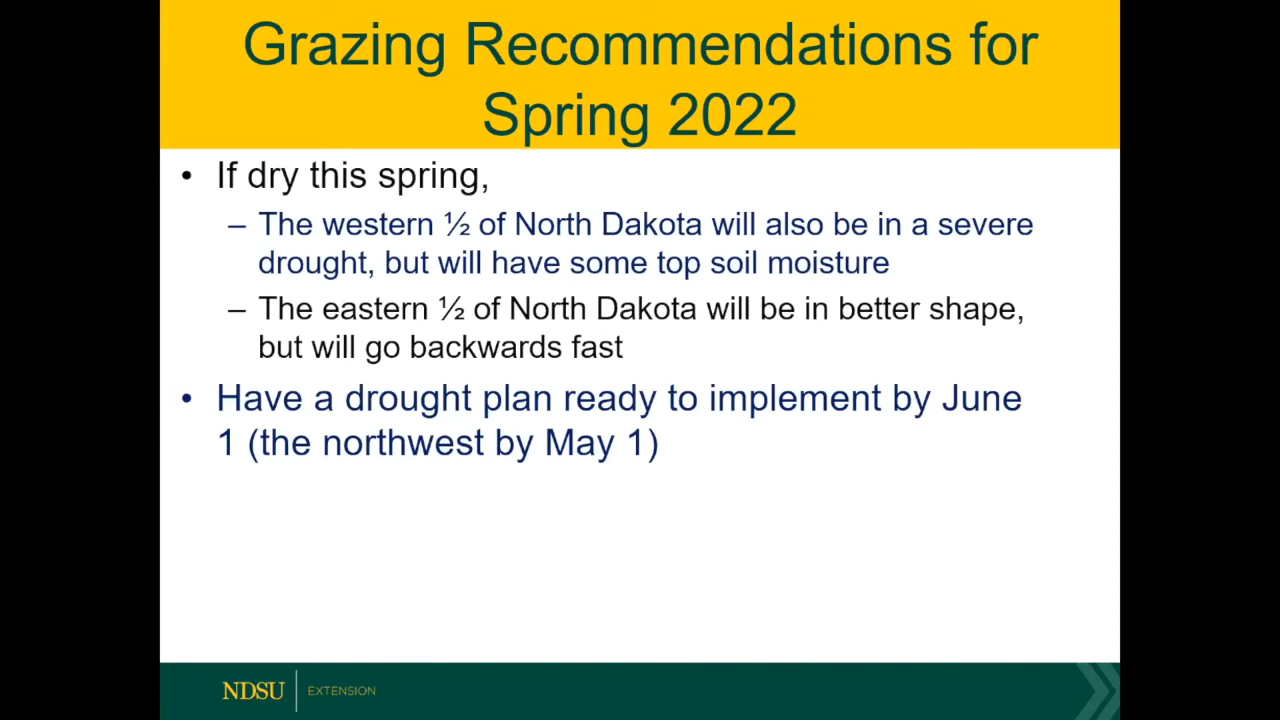 Grazing Recommendations for
Spring 2022
• If dry this spring,
– The western ½ of North Dakota will also be in a severe
drought, but will have some top soil moisture
– The eastern ½ of North Dakota will be in better shape,
but will go backwards fast
• Have a drought plan ready to implement by June
1 (the northwest by May 1)
NDSU EXTENSION